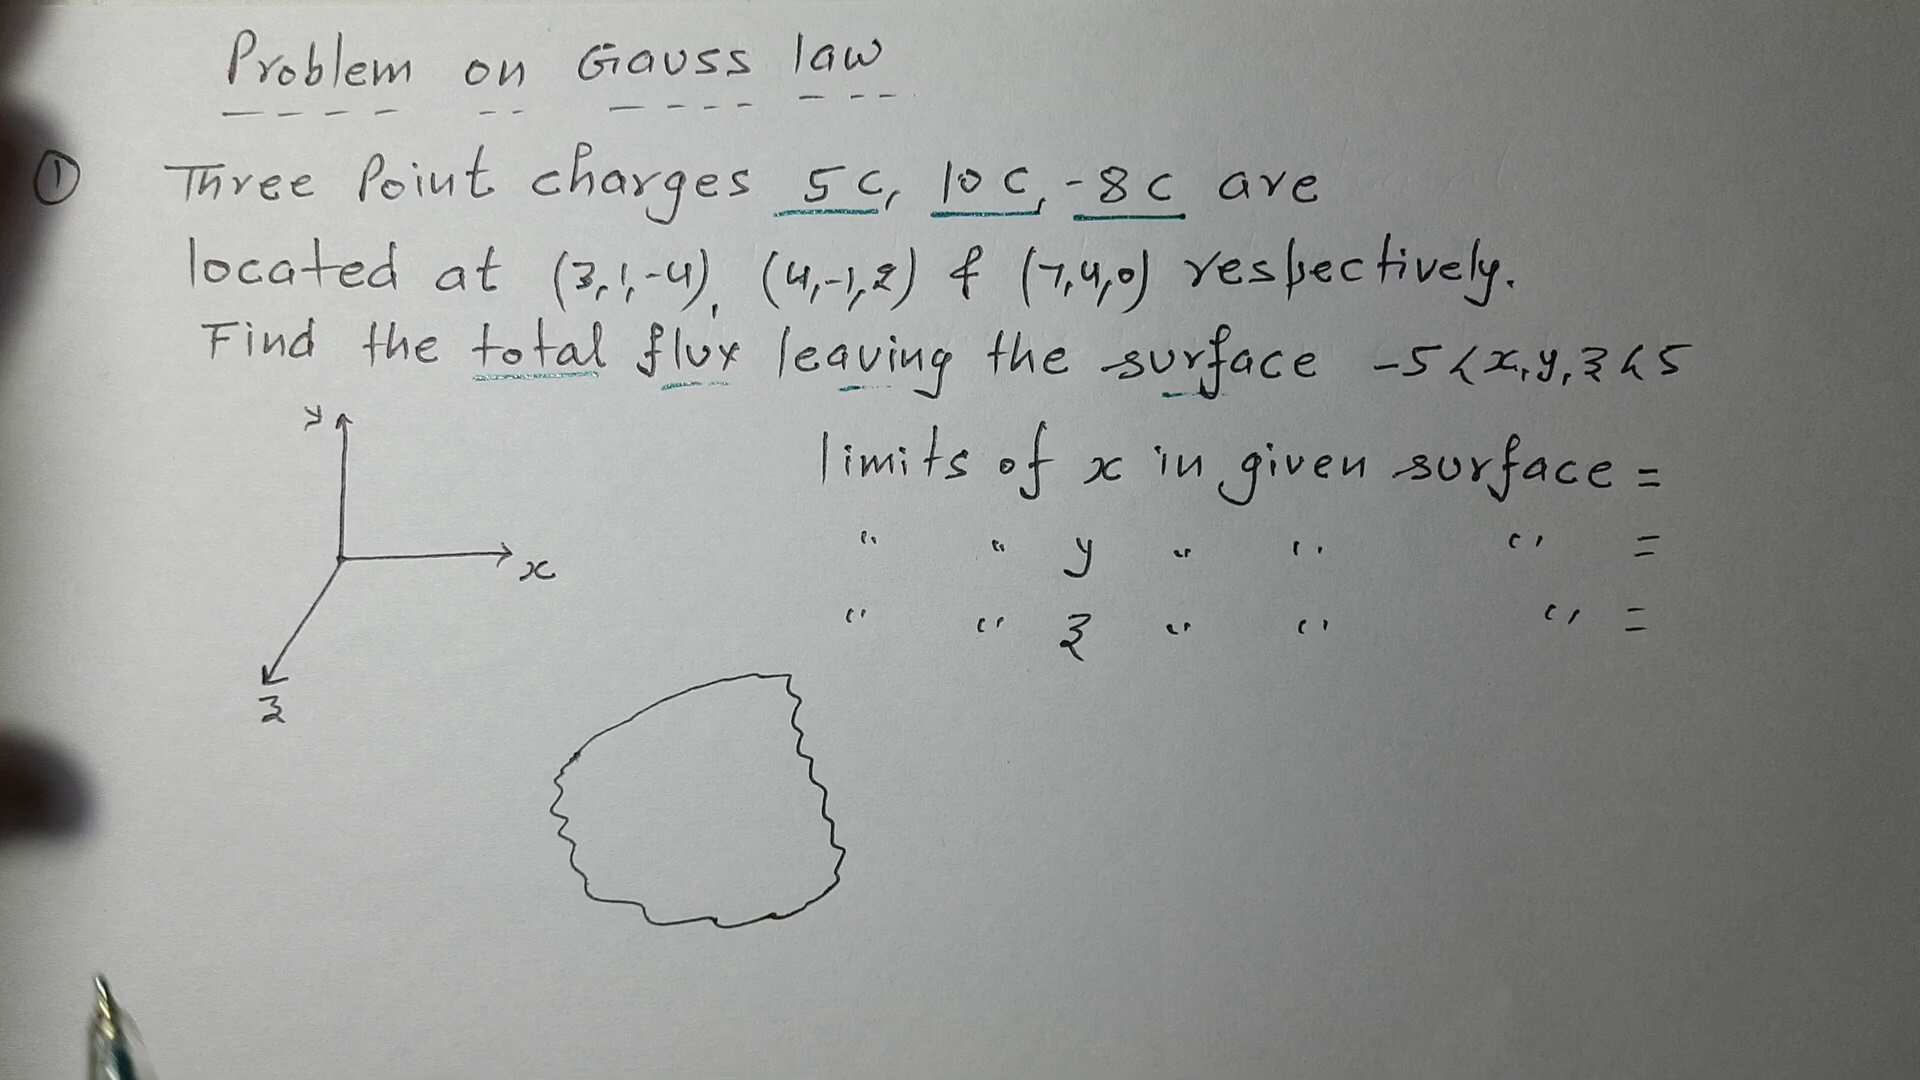 Problem on Gauss law
① Three Point charges 5C, 10C, -8C are
located at (3,1,-4), (4,-1,2) & (7,4,0) respectively.
Find the total flux leaving the surface -5<x,y,z<5
y
x
z
limits of x in given surface =
" " y " " " =
" " z " " " =